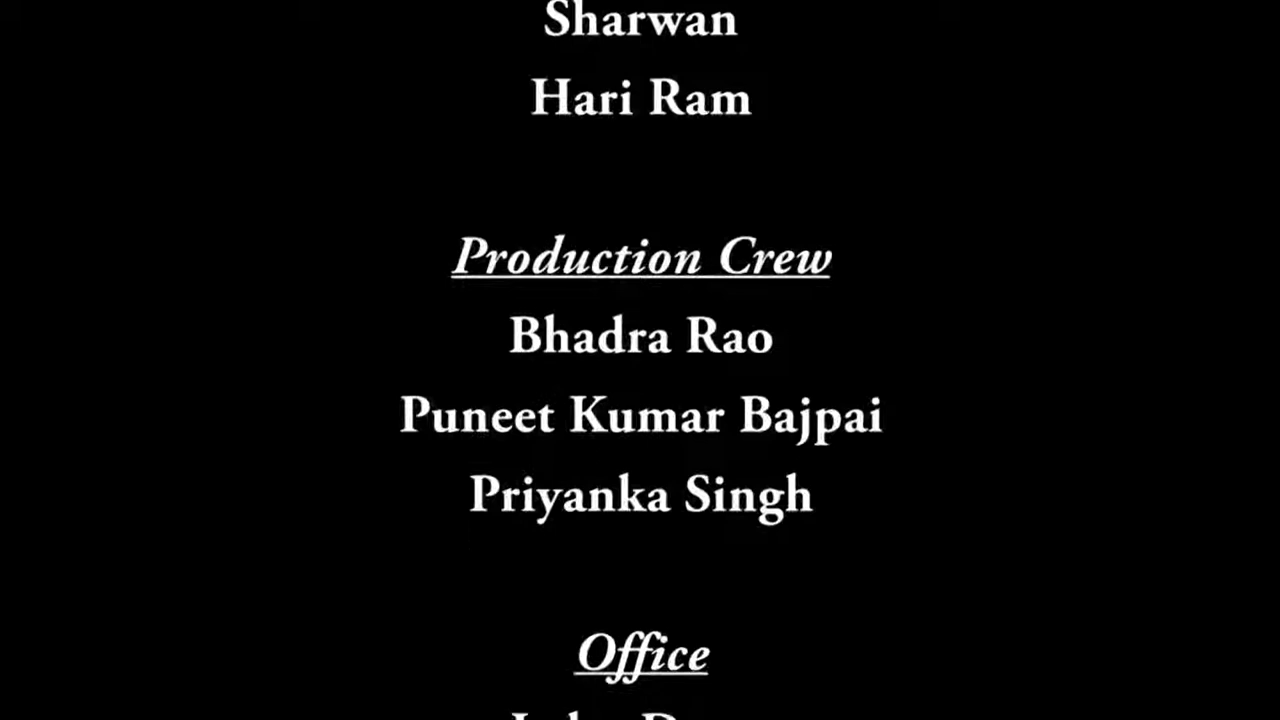 Sharwan
Hari Ram
Production Crew
Bhadra Rao
Puneet Kumar Bajpai
Priyanka Singh
Office